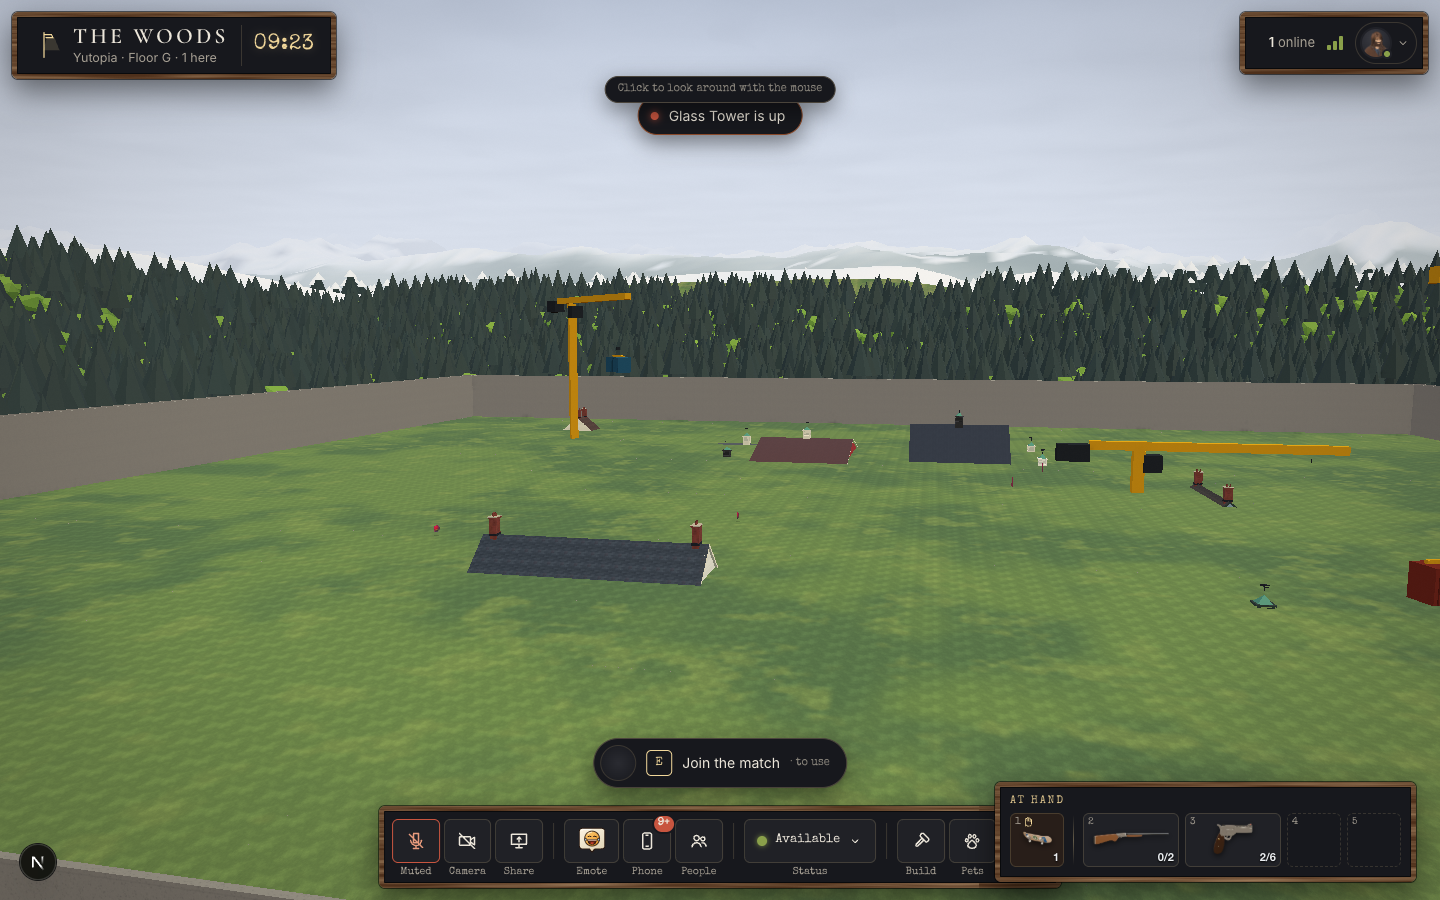 THE WOODS
Yutopia · Floor G · 1 here
09:23
1 online
Click to look around with the mouse
Glass Tower is up
E
Join the match
· to use
AT HAND
1
1
2
0/2
3
2/6
4
5
9+
Available
Muted
Camera
Share
Emote
Phone
People
Status
Build
Pets
N